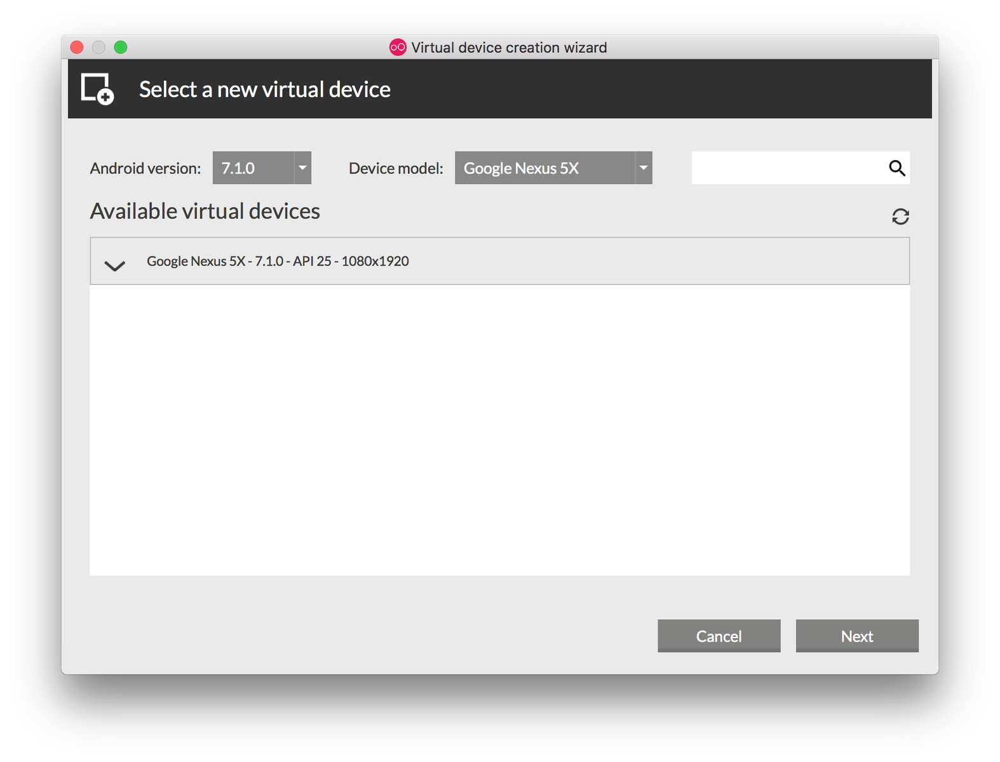 Virtual device creation wizard
Select a new virtual device
Android version: 7.1.0 Device model: Google Nexus 5X
Available virtual devices
Google Nexus 5X - 7.1.0 - API 25 - 1080x1920
Cancel Next